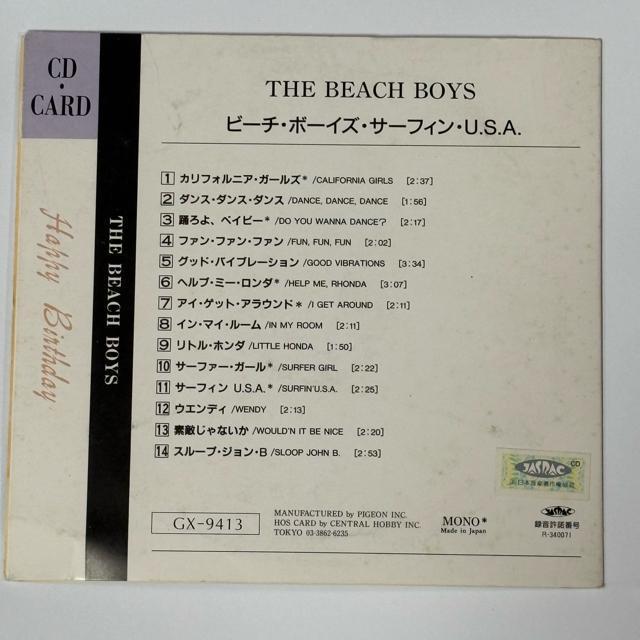 CD
・
CARD
Happy Birthday
THE BEACH BOYS
THE BEACH BOYS
ビーチ・ボーイズ・サーフィン・U.S.A.
1 カリフォルニア・ガールズ* /CALIFORNIA GIRLS [2:37]
2 ダンス・ダンス・ダンス /DANCE, DANCE, DANCE [1:56]
3 踊ろよ、ベイビー* /DO YOU WANNA DANCE? [2:17]
4 ファン・ファン・ファン /FUN, FUN, FUN [2:02]
5 グッド・バイブレーション /GOOD VIBRATIONS [3:34]
6 ヘルプ・ミー・ロンダ* /HELP ME, RHONDA [3:07]
7 アイ・ゲット・アラウンド* /I GET AROUND [2:11]
8 イン・マイ・ルーム /IN MY ROOM [2:11]
9 リトル・ホンダ /LITTLE HONDA [1:50]
10 サーファー・ガール* /SURFER GIRL [2:22]
11 サーフィン U.S.A.* /SURFIN'U.S.A. [2:25]
12 ウエンディ /WENDY [2:13]
13 素敵じゃないか /WOULD'N IT BE NICE [2:20]
14 スループ・ジョン・B /SLOOP JOHN B. [2:53]
CD
JASRAC
日本音楽著作権協会
GX-9413
MANUFACTURED by PIGEON INC.
HOS CARD by CENTRAL HOBBY INC.
TOKYO 03-3862-6235
MONO*
Made in Japan
JASRAC
録音許諾番号
R-340071